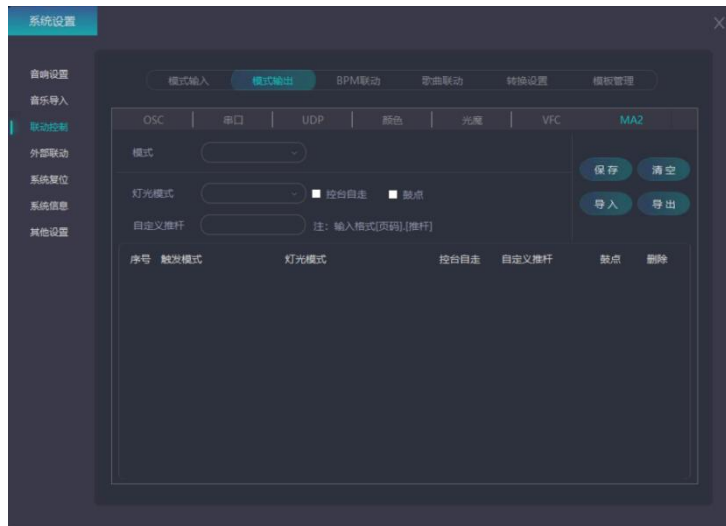 系统设置
音响设置
音乐导入
联动控制
外部联动
系统复位
系统信息
其他设置
模式输入 模式输出 BPM联动 歌曲联动 转换设置 模板管理
OSC 串口 UDP 颜色 光魔 VFC MA2
模式
保存 清空
灯光模式 控台自走 鼓点
导入 导出
自定义推杆 注：输入格式[页码].[推杆]
序号 触发模式 灯光模式 控台自走 自定义推杆 鼓点 删除